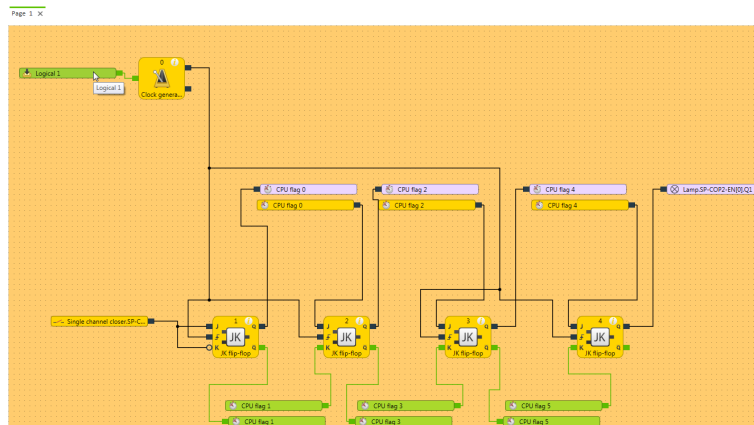 Page 1
0
Logical 1
Logical 1
Clock genera...
CPU flag 0
CPU flag 2
CPU flag 4
Lamp.SP-COP2-EN[0].Q1
CPU flag 0
CPU flag 2
CPU flag 4
Single channel closer.SP-C...
1
2
3
4
J Q
J Q
J Q
J Q
JK
JK
JK
JK
K Q
K Q
K Q
K Q
JK flip-flop
JK flip-flop
JK flip-flop
JK flip-flop
CPU flag 1
CPU flag 3
CPU flag 5
CPU flag 1
CPU flag 3
CPU flag 5